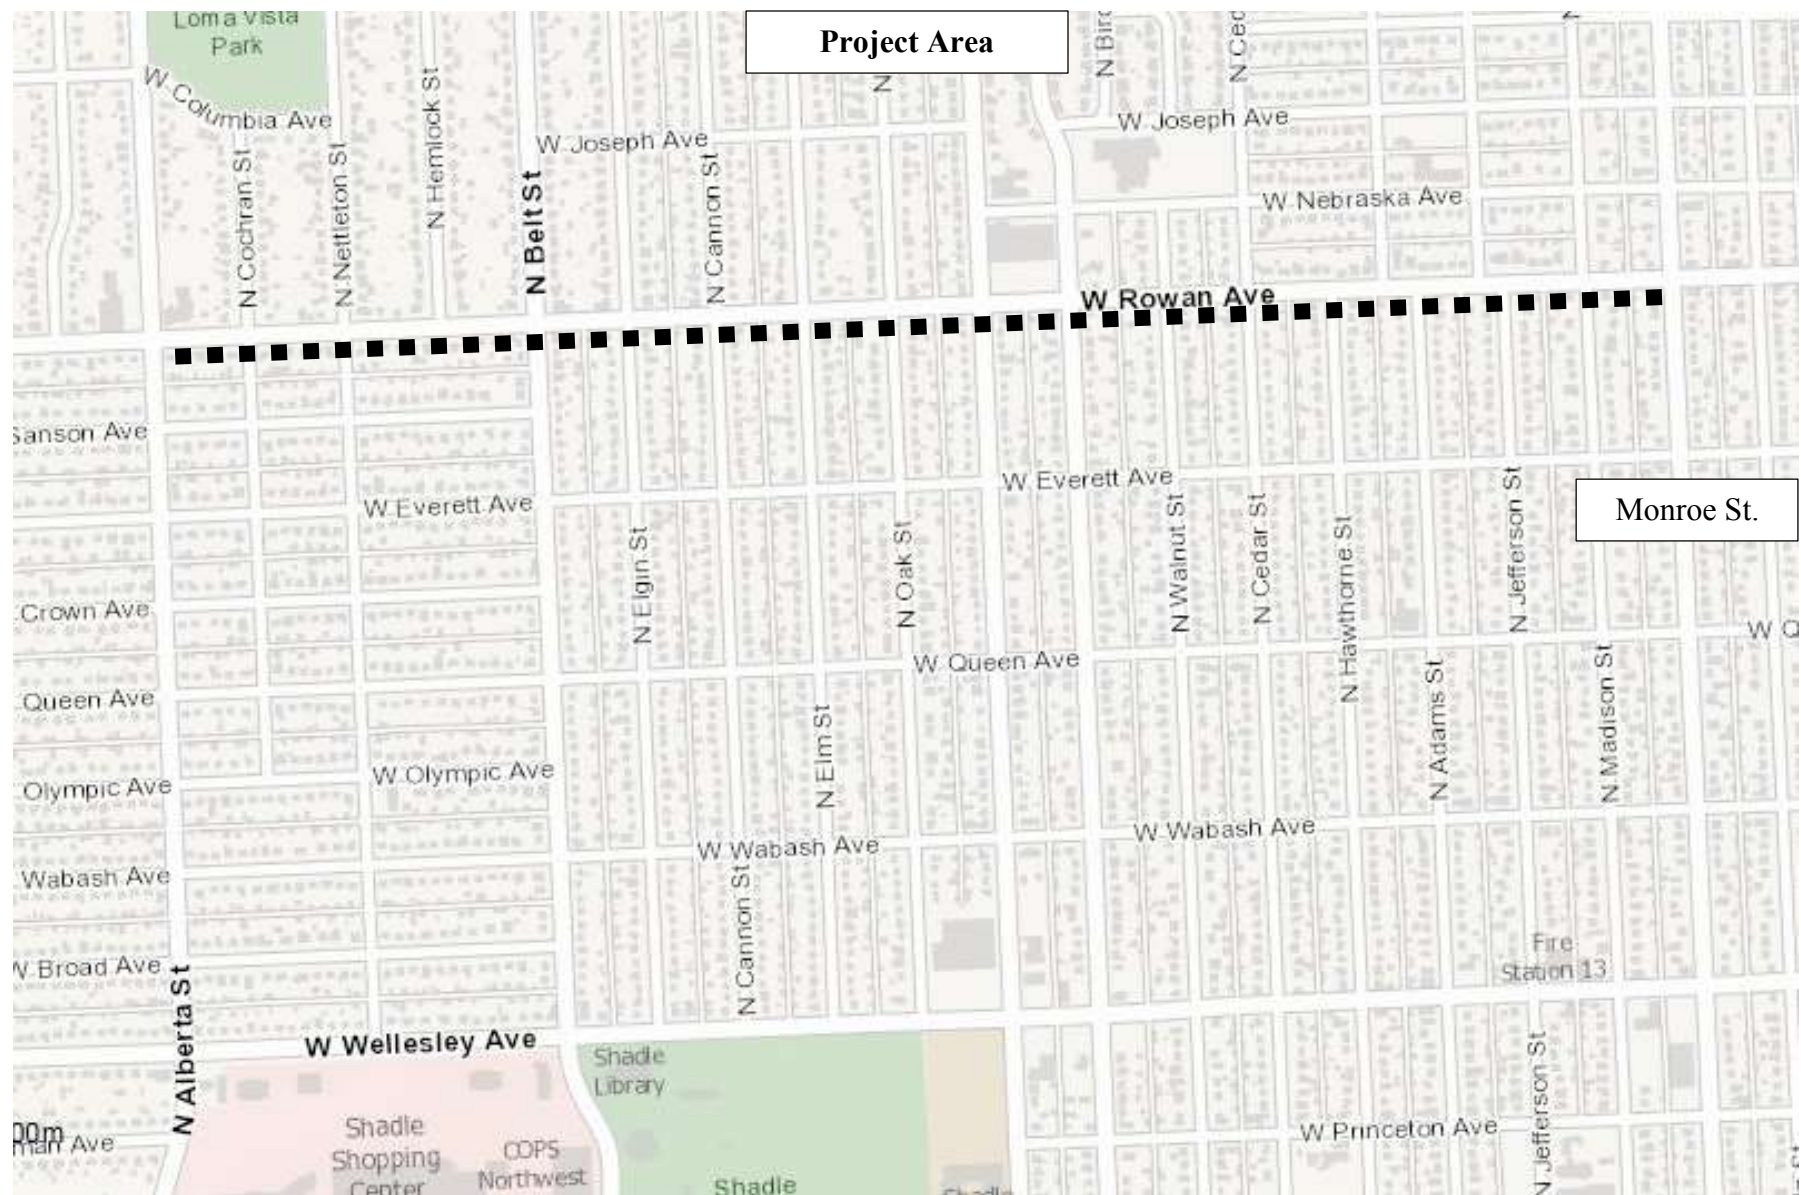 Loma Vista
Park
Project Area
W Columbia Ave
N Cochran St
N Nettleton St
N Hemlock St
N Belt St
W Joseph Ave
N Cannon St
W Joseph Ave
W Nebraska Ave
W Rowan Ave
Sanson Ave
W Everett Ave
W Everett Ave
Monroe St.
N Elgin St
N Oak St
N Walnut St
N Cedar St
N Hawthorne St
N Jefferson St
Crown Ave
W Queen Ave
W Q
Queen Ave
N Elm St
N Adams St
N Madison St
Olympic Ave
W Olympic Ave
W Wabash Ave
W Wabash Ave
Wabash Ave
N Cannon St
Fire
Station 13
W Broad Ave
N Alberta St
W Wellesley Ave
Shadle
Library
N Jefferson St
Shadle
Shopping
Center
COPS
Northwest
W Princeton Ave
00m
man Ave
Shadle